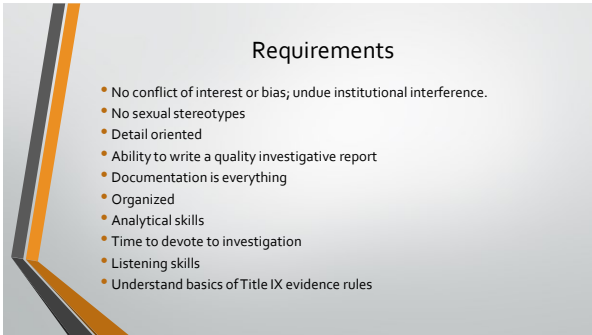 Requirements
• No conflict of interest or bias; undue institutional interference.
• No sexual stereotypes
• Detail oriented
• Ability to write a quality investigative report
• Documentation is everything
• Organized
• Analytical skills
• Time to devote to investigation
• Listening skills
• Understand basics of Title IX evidence rules